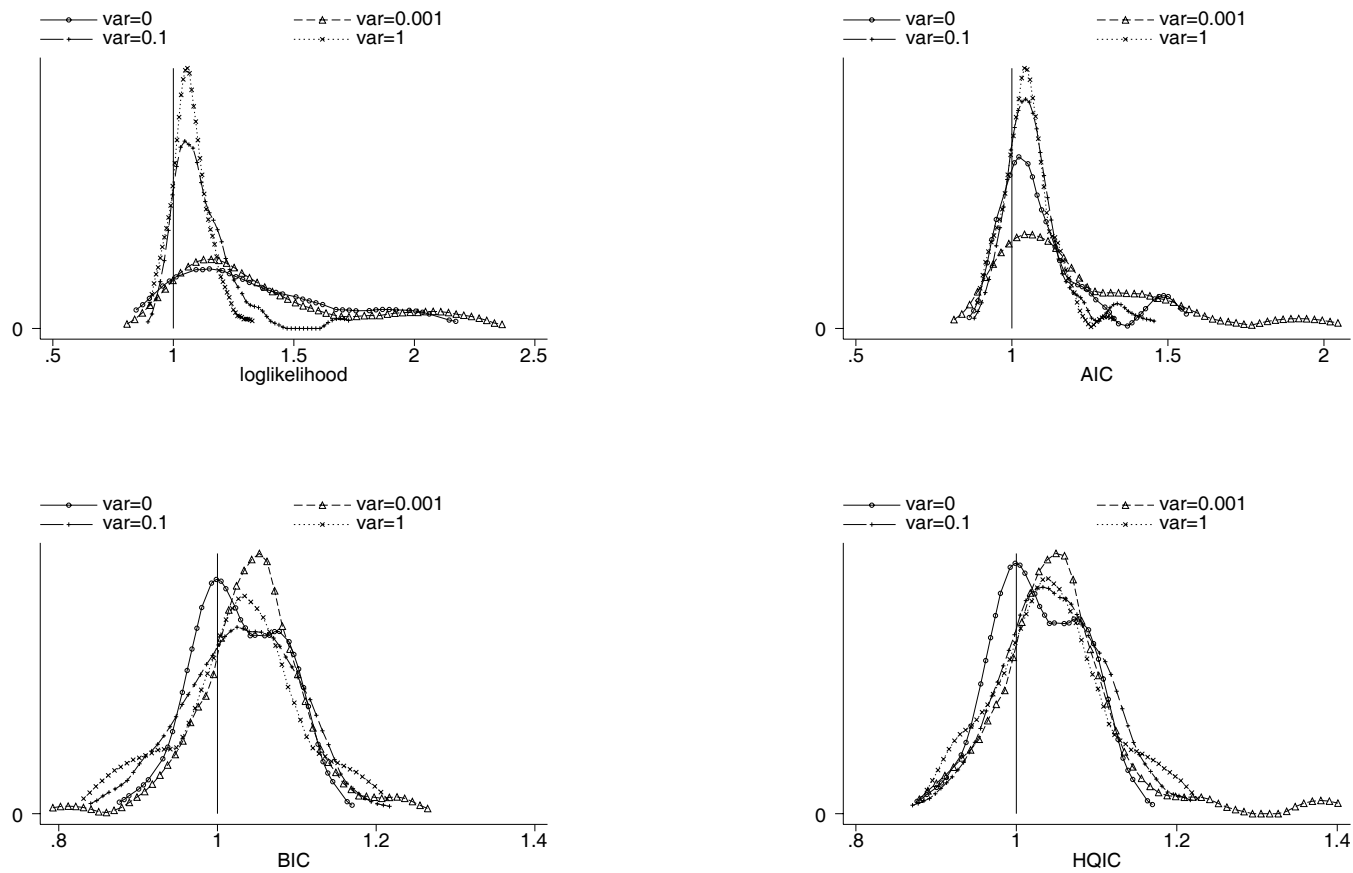 var=0 var=0.001 var=0 var=0.001
var=0.1 var=1 var=0.1 var=1
0 0
.5 1 1.5 2 2.5 .5 1 1.5 2
loglikelihood AIC
var=0 var=0.001 var=0 var=0.001
var=0.1 var=1 var=0.1 var=1
0 0
.8 1 1.2 1.4 .8 1 1.2 1.4
BIC HQIC